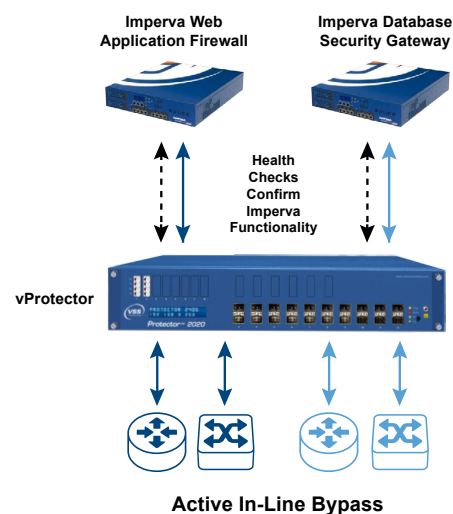 Imperva Web
Application Firewall
Imperva Database
Security Gateway
Health
Checks
Confirm
Imperva
Functionality
vProtector
VSS
Protector 2020
Active In-Line Bypass